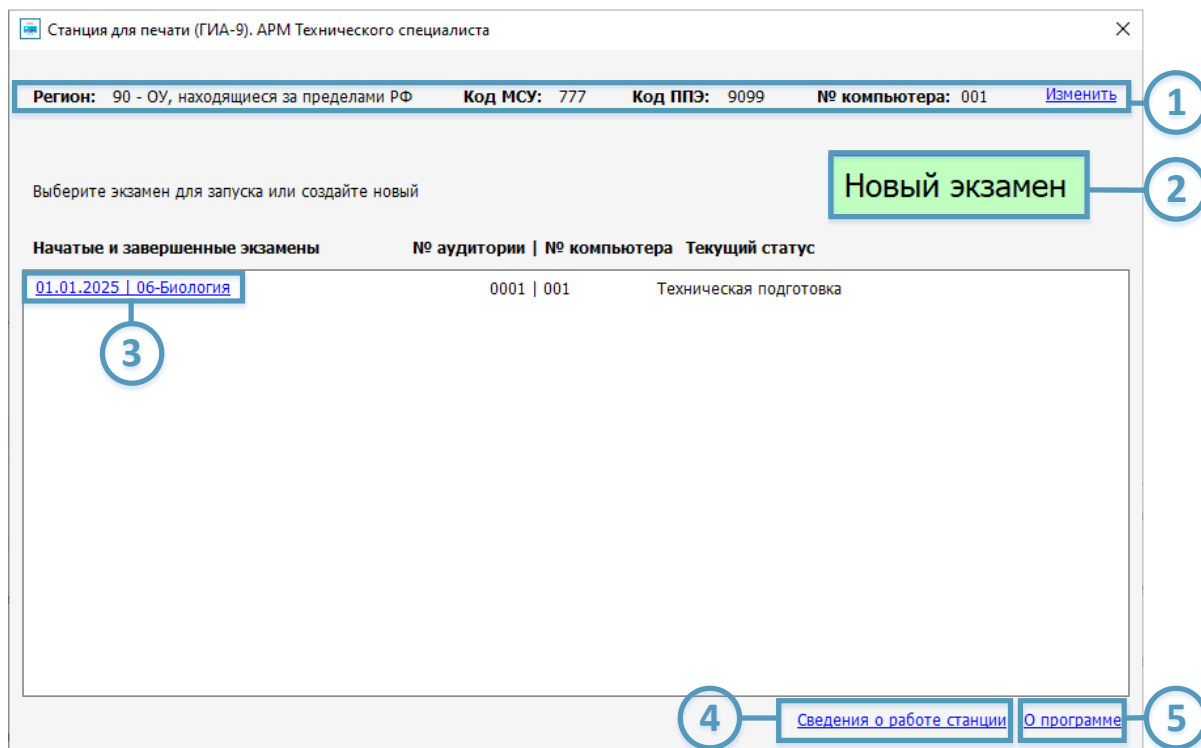 Станция для печати (ГИА-9). АРМ Технического специалиста
Регион: 90 - ОУ, находящиеся за пределами РФ Код МСУ: 777 Код ППЭ: 9099 № компьютера: 001 Изменить
1
Новый экзамен
2
Выберите экзамен для запуска или создайте новый
Начатые и завершенные экзамены № аудитории | № компьютера Текущий статус
01.01.2025 | 06-Биология 0001 | 001 Техническая подготовка
3
4 Сведения о работе станции О программе 5